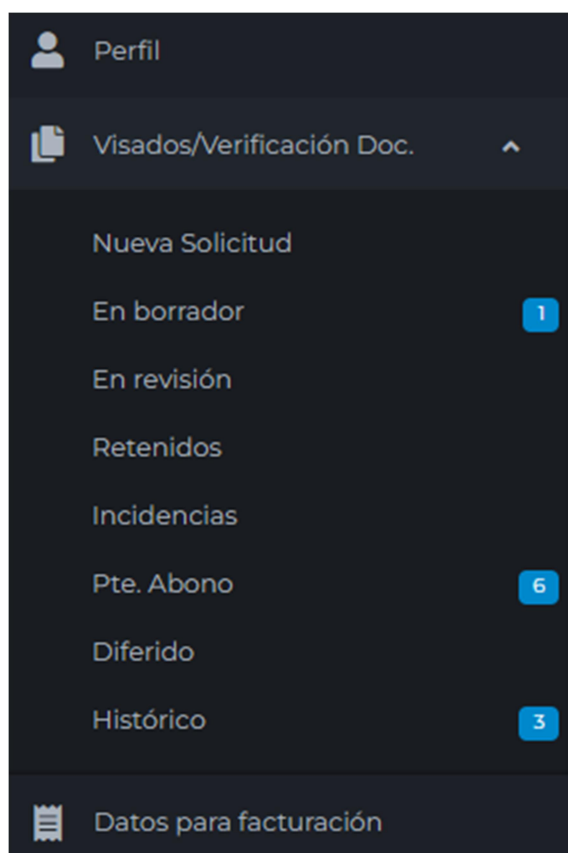 Perfil
Visados/Verificación Doc.
Nueva Solicitud
En borrador 1
En revisión
Retenidos
Incidencias
Pte. Abono 6
Diferido
Histórico 3
Datos para facturación